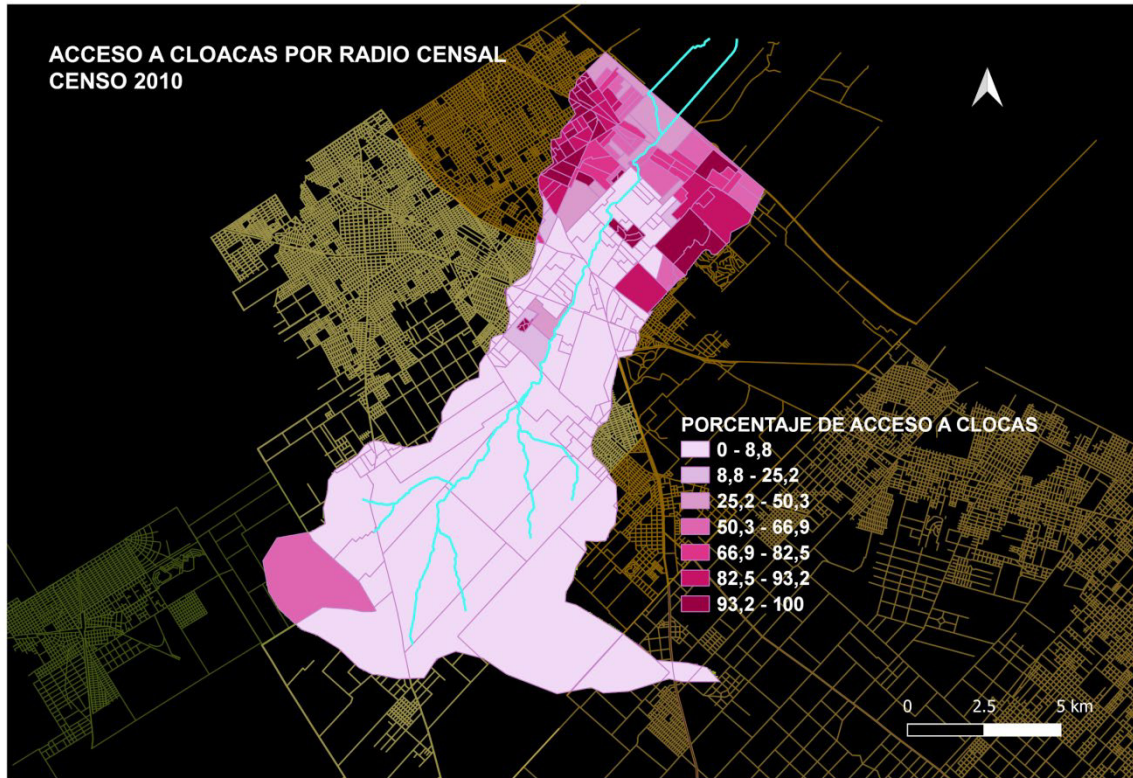 ACCESO A CLOACAS POR RADIO CENSAL
CENSO 2010
PORCENTAJE DE ACCESO A CLOCAS
0 - 8,8
8,8 - 25,2
25,2 - 50,3
50,3 - 66,9
66,9 - 82,5
82,5 - 93,2
93,2 - 100
0 2.5 5 km